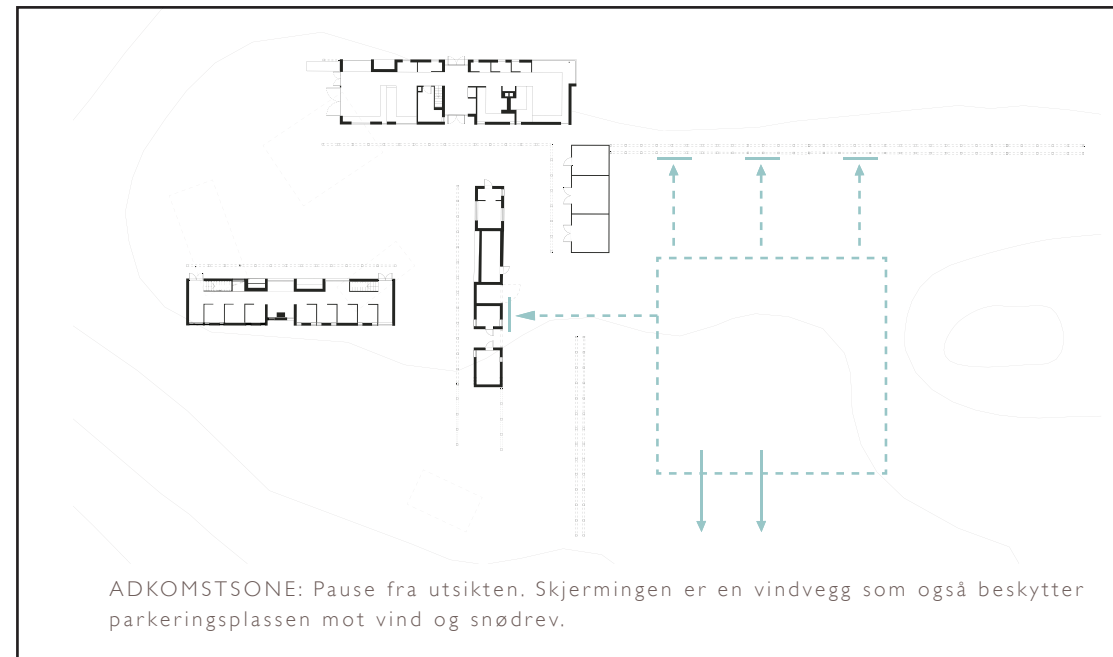 ADKOMSTSONE: Pause fra utsikten. Skjermingen er en vindvegg som også beskytter
parkeringsplassen mot vind og snødrev.